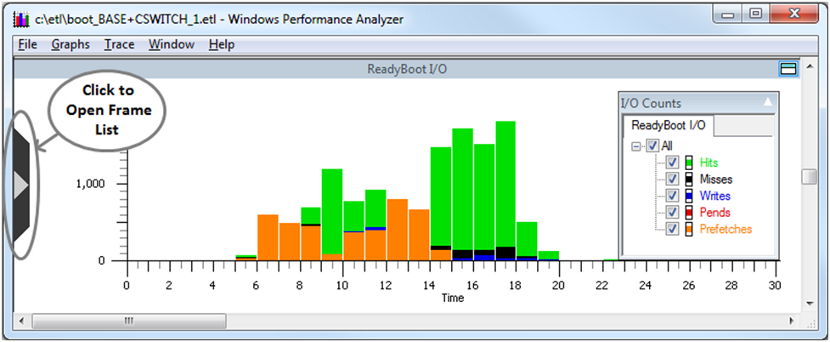 c:\etl\boot_BASE+CSWITCH_1.etl - Windows Performance Analyzer
File Graphs Trace Window Help
ReadyBoot I/O
Click to
Open Frame
List
I/O Counts
ReadyBoot I/O
All
Hits
Misses
Writes
Pends
Prefetches
1,000
0
0 2 4 6 8 10 12 14 16 18 20 22 24 26 28 30
Time